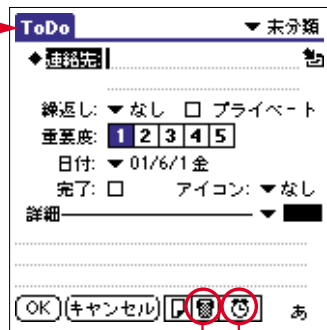 ToDo ▼ 未分類
◆連絡先:
繰返し: ▼なし □ プライベート
重要度: 1 2 3 4 5
日付: ▼ 01/6/1 金
完了: □ アイコン: ▼なし
詳細 ▼
OK キャンセル あ